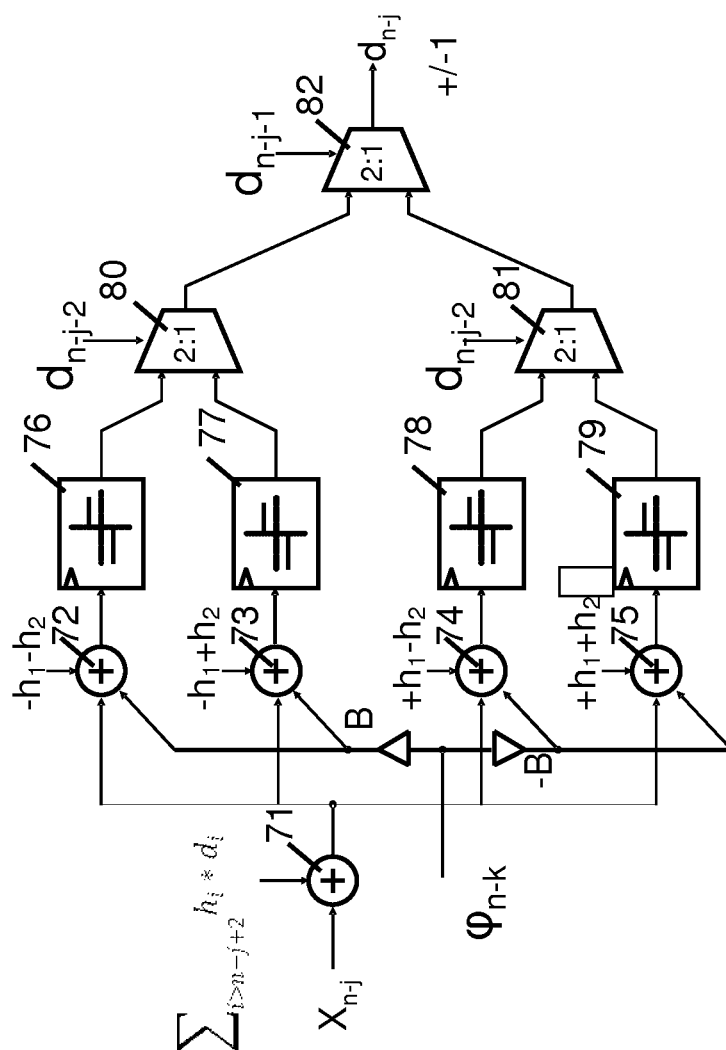 d_{n-j}
+/-1
82
d_{n-j-1}
2:1
80
d_{n-j-2}
2:1
81
d_{n-j-2}
2:1
76
77
78
79
-h_1-h_2
72
-h_1+h_2
73
+h_1-h_2
74
+h_1+h_2
75
+
+
+
+
B
-B
71
+
∑_{i>n-j+2} h_i * d_i
X_{n-j}
φ_{n-k}